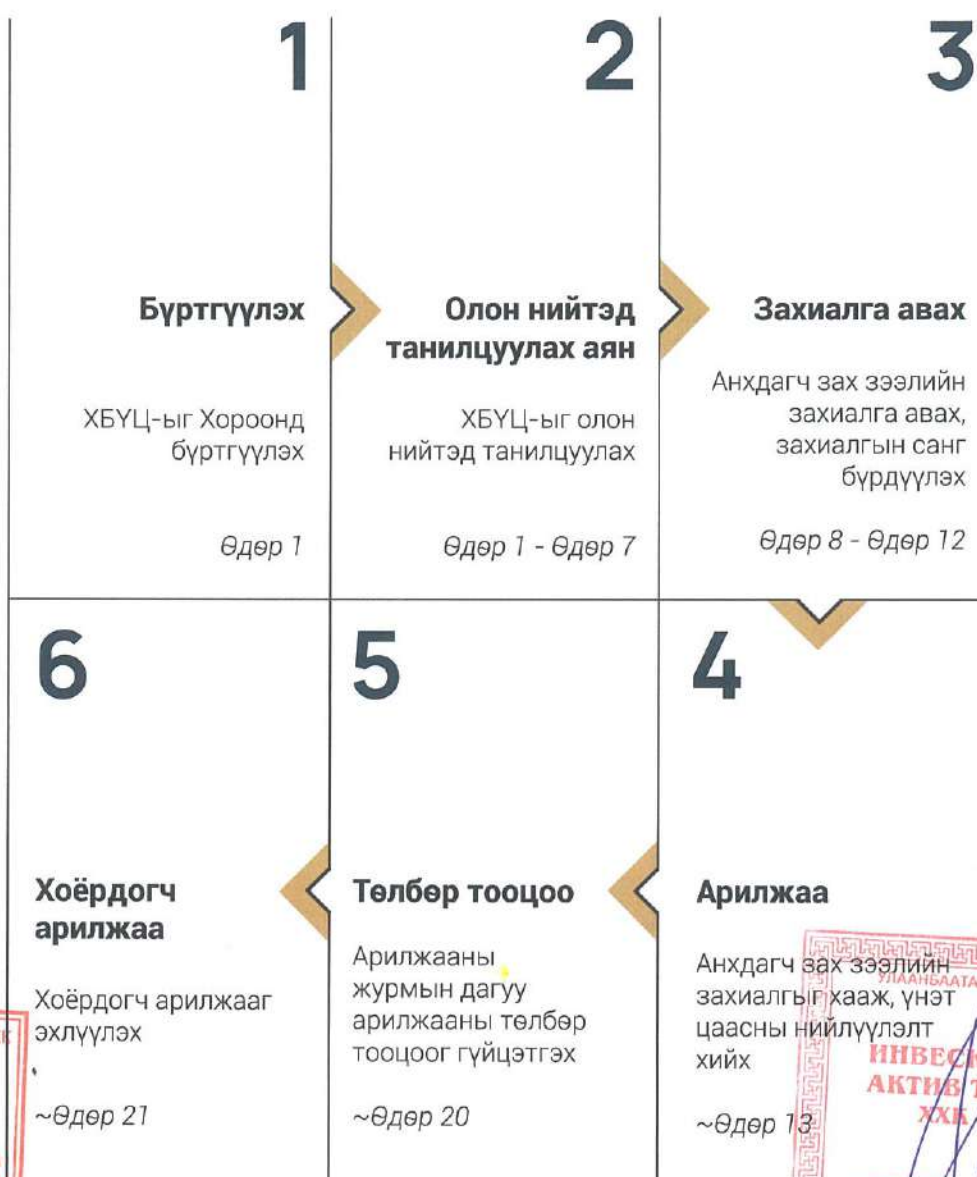 1
Бүртгүүлэх
ХБҮЦ-ыг Хороонд
бүртгүүлэх
Өдөр 1
2
Олон нийтэд
танилцуулах аян
ХБҮЦ-ыг олон
нийтэд танилцуулах
Өдөр 1 - Өдөр 7
3
Захиалга авах
Анхдагч зах зээлийн
захиалга авах,
захиалгын санг
бүрдүүлэх
Өдөр 8 - Өдөр 12
4
Арилжаа
Анхдагч зах зээлийн
захиалгыг хааж, үнэт
цаасны нийлүүлэлт
хийх
~Өдөр 13
5
Төлбөр тооцоо
Арилжааны
журмын дагуу
арилжааны төлбөр
тооцоог гүйцэтгэх
~Өдөр 20
6
Хоёрдогч
арилжаа
Хоёрдогч арилжааг
эхлүүлэх
~Өдөр 21
ХХК